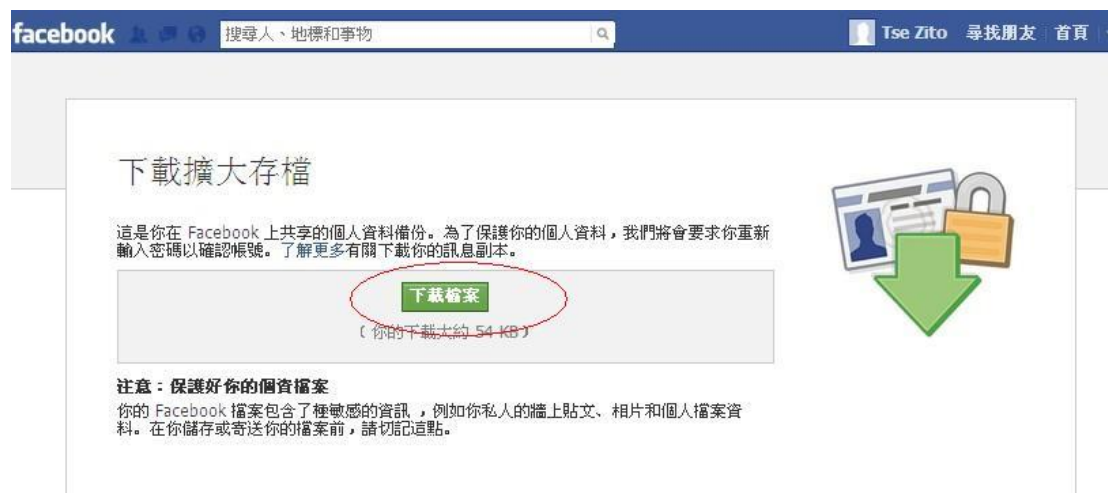 facebook 搜尋人、地標和事物 Tse Zito 尋找朋友 首頁
下載擴大存檔
這是你在 Facebook 上共享的個人資料備份。為了保護你的個人資料，我們將會要求你重新
輸入密碼以確認帳號。了解更多有關下載你的訊息副本。
下載檔案
( 你的下載大約 54 KB )
注意：保護好你的個資檔案
你的 Facebook 檔案包含了種敏感的資訊 ，例如你私人的牆上貼文、相片和個人檔案資
料。在你儲存或寄送你的檔案前，請切記這點。